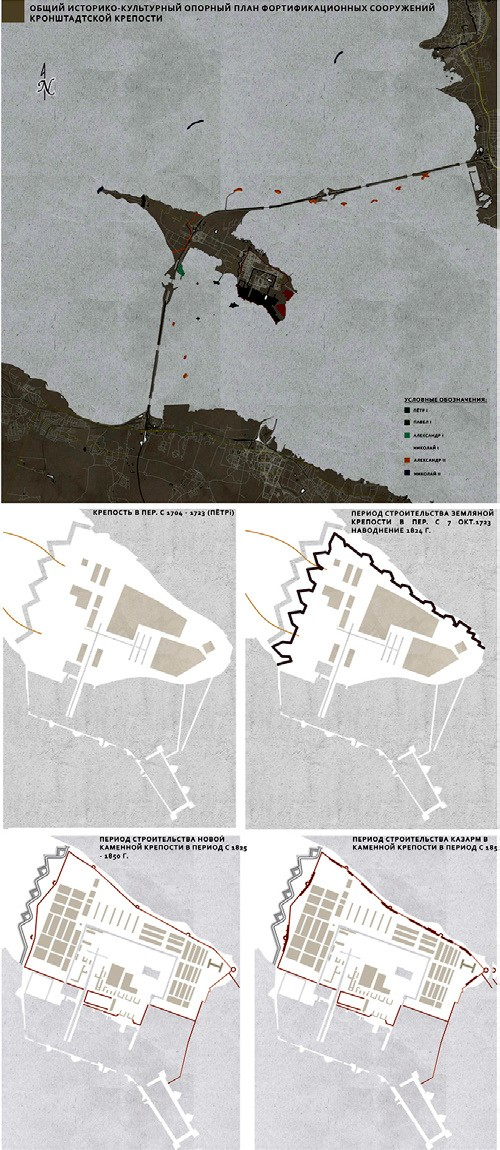 ОБЩИЙ ИСТОРИКО-КУЛЬТУРНЫЙ ОПОРНЫЙ ПЛАН ФОРТИФИКАЦИОННЫХ СООРУЖЕНИЙ
КРОНШТАДТСКОЙ КРЕПОСТИ
N
УСЛОВНЫЕ ОБОЗНАЧЕНИЯ:
ПЁТР I
ПАВЕЛ I
АЛЕКСАНДР I
НИКОЛАЙ I
АЛЕКСАНДР II
НИКОЛАЙ II
КРЕПОСТЬ В ПЕР. С 1704 - 1723 (ПЁТРI)
ПЕРИОД СТРОИТЕЛЬСТВА ЗЕМЛЯНОЙ
КРЕПОСТИ В ПЕР. С 7 ОКТ.1723
НАВОДНЕНИЕ 1824 Г.
ПЕРИОД СТРОИТЕЛЬСТВА НОВОЙ
КАМЕННОЙ КРЕПОСТИ В ПЕРИОД С 1825
- 1850 Г.
ПЕРИОД СТРОИТЕЛЬСТВА КАЗАРМ В
КАМЕННОЙ КРЕПОСТИ В ПЕРИОД С 185